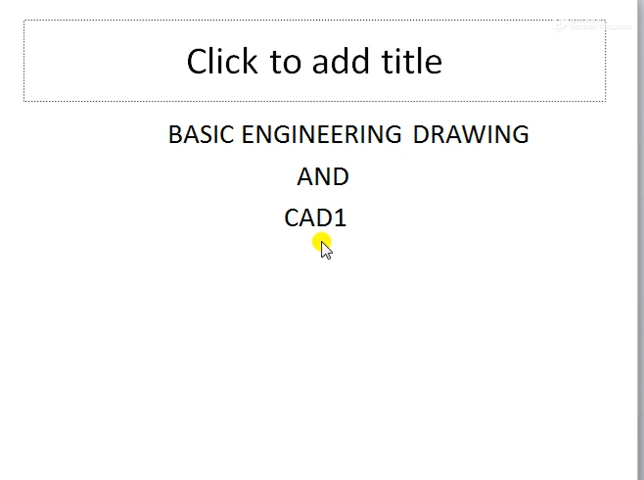 Click to add title
BASIC ENGINEERING DRAWING
AND
CAD1